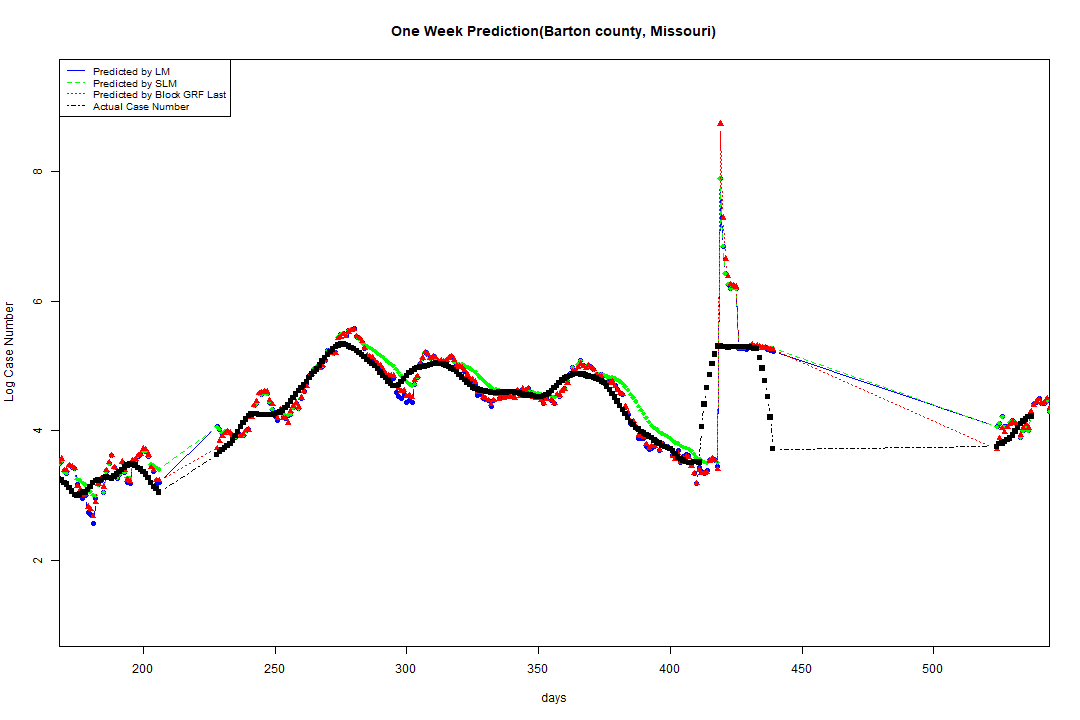 One Week Prediction(Barton county, Missouri)
Predicted by LM
Predicted by SLM
Predicted by Block GRF Last
Actual Case Number
8
6
4
2
Log Case Number
200 250 300 350 400 450 500
days